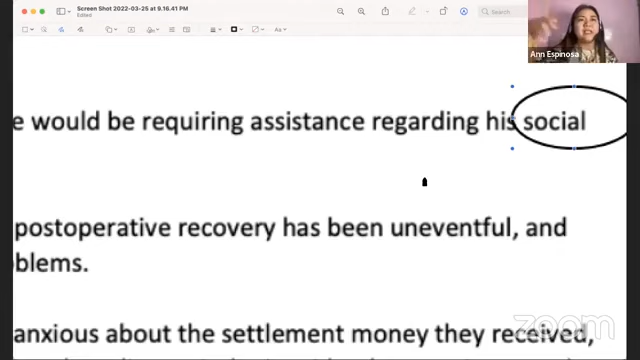 Screen Shot 2022-03-25 at 9.16.41 PM
Edited
Search
Ann Espinosa
e would be requiring assistance regarding his social
postoperative recovery has been uneventful, and
blems.
anxious about the settlement money they received,
zoom